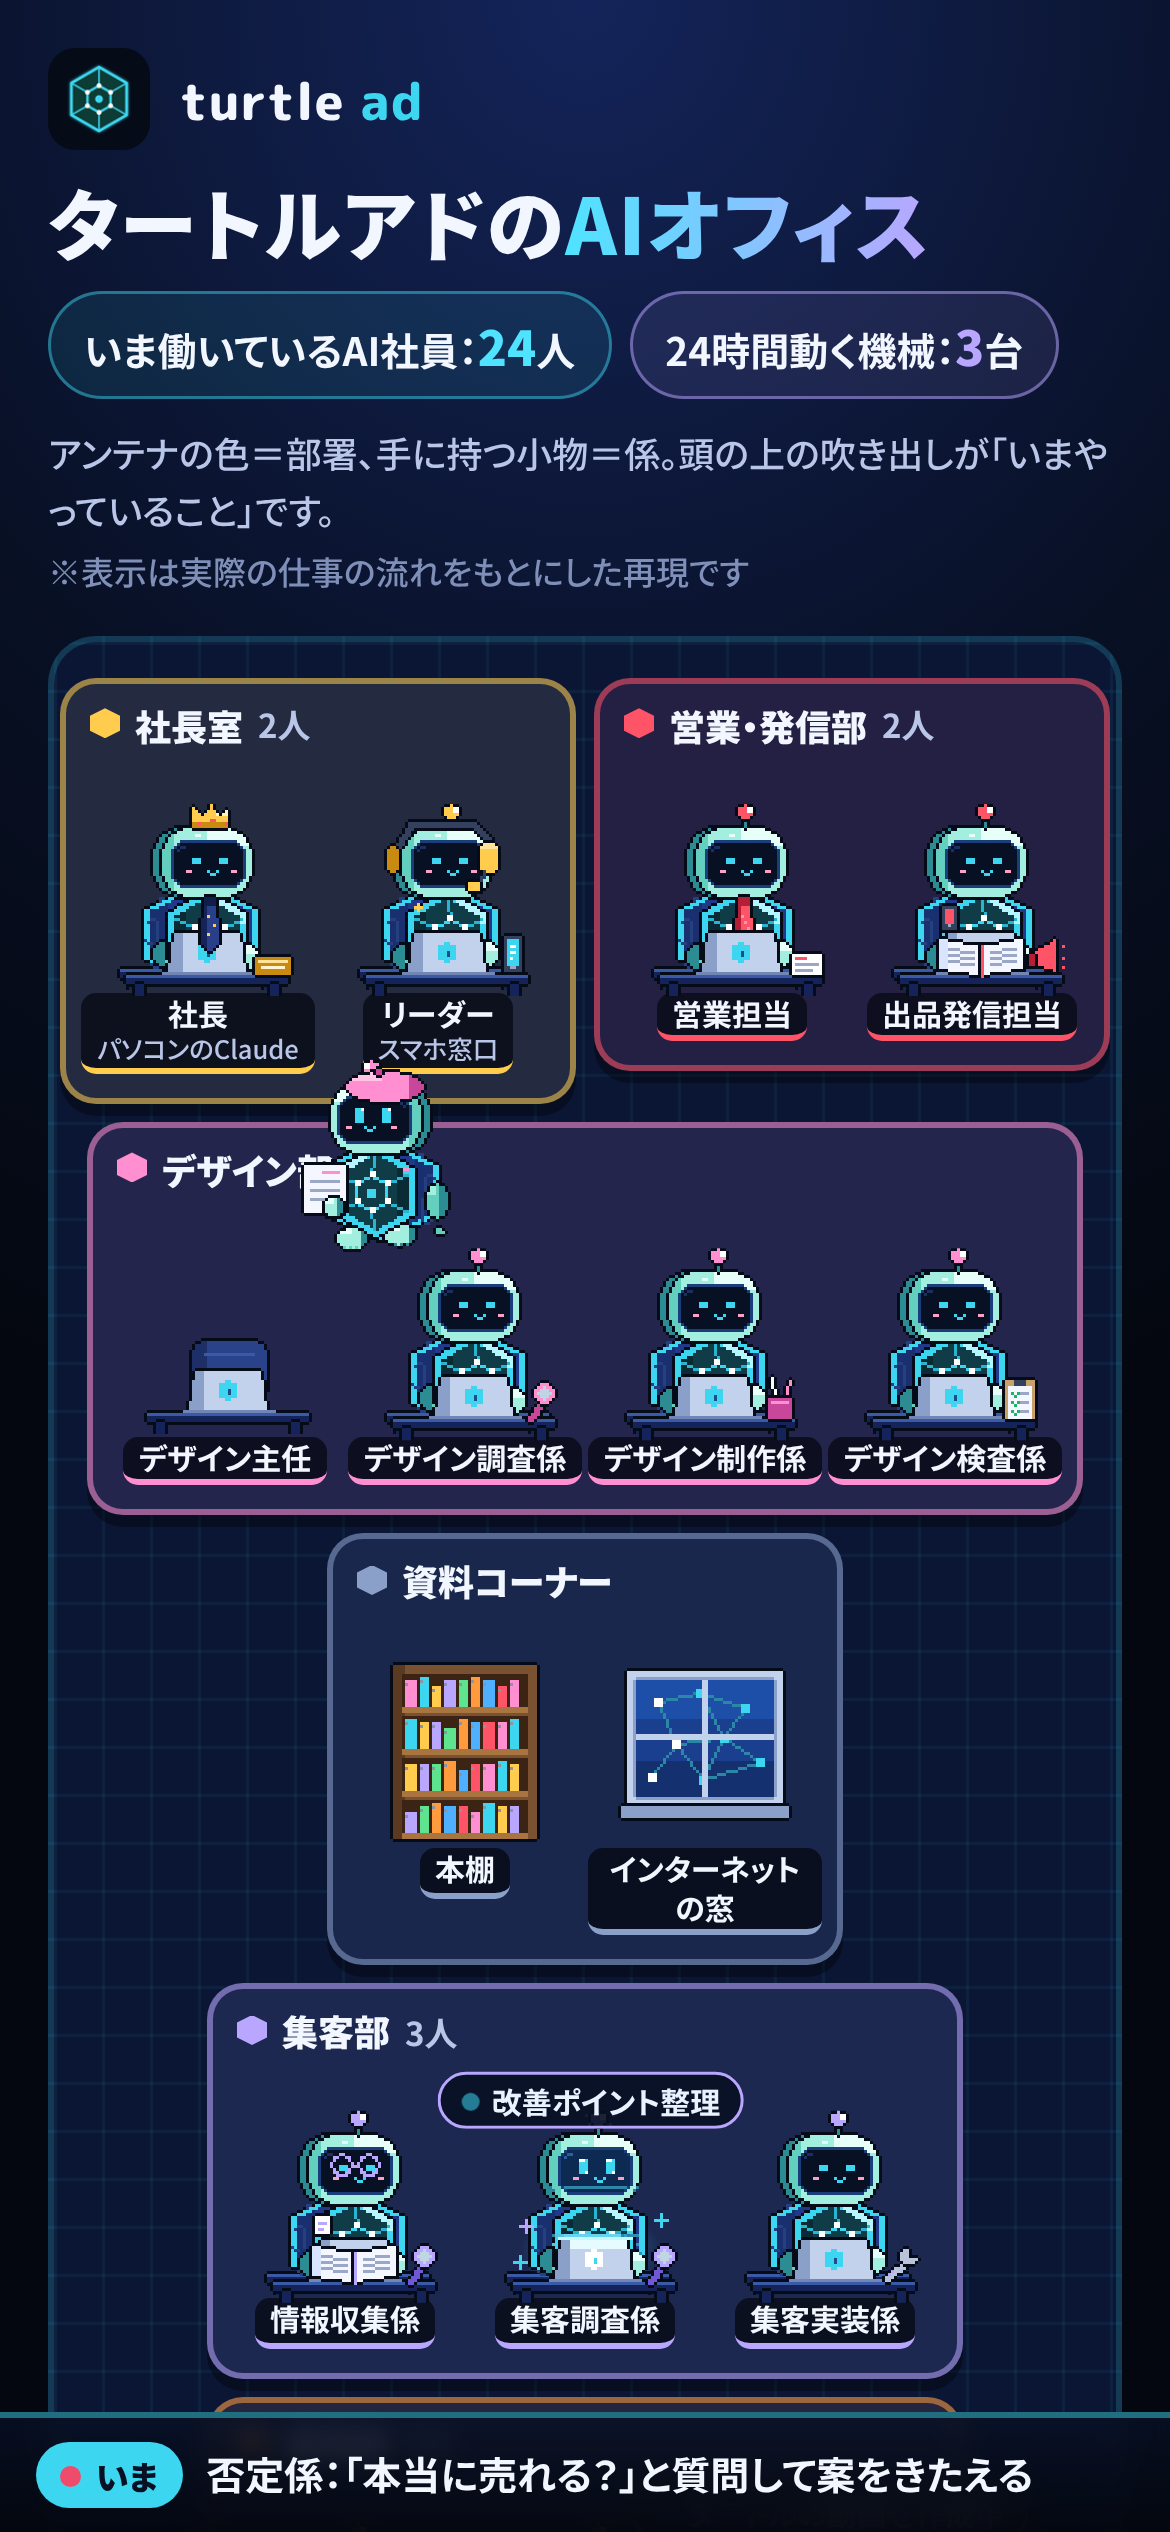 turtle ad
タートルアドのAIオフィス
いま働いているAI社員：24人
24時間動く機械：3台
アンテナの色＝部署、手に持つ小物＝係。頭の上の吹き出しが「いまや
っていること」です。
※表示は実際の仕事の流れをもとにした再現です
社長室 2人
営業・発信部 2人
社長
パソコンのClaude
リーダー
スマホ窓口
営業担当
出品発信担当
デザイン部
デザイン主任
デザイン調査係
デザイン制作係
デザイン検査係
資料コーナー
本棚
インターネット
の窓
集客部 3人
改善ポイント整理
情報収集係
集客調査係
集客実装係
いま
否定係：「本当に売れる？」と質問して案をきたえる